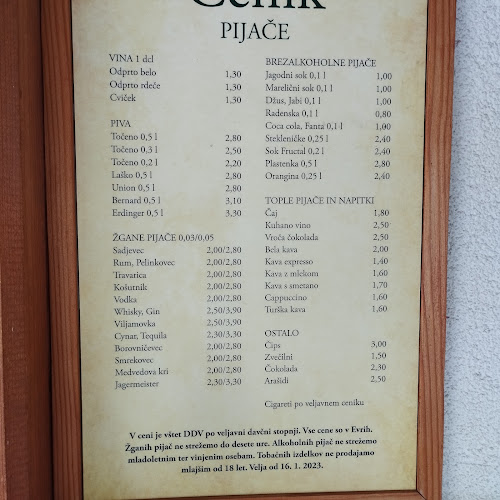 Cenik
PIJAČE
VINA 1 dcl
Odprto belo 1,30
Odprto rdeče 1,30
Cviček 1,30
PIVA
Točeno 0,5 l 2,80
Točeno 0,3 l 2,50
Točeno 0,2 l 2,20
Laško 0,5 l 2,80
Union 0,5 l 2,80
Bernard 0,5 l 3,10
Erdinger 0,5 l 3,30
ŽGANE PIJAČE 0,03/0,05
Sadjevec 2,00/2,80
Rum, Pelinkovec 2,00/2,80
Travarica 2,00/2,80
Košutnik 2,00/2,80
Vodka 2,00/2,80
Whisky, Gin 2,50/3,90
Viljamovka 2,50/3,90
Cynar, Tequila 2,30/3,30
Borovničevec 2,00/2,80
Smrekovec 2,00/2,80
Medvedova kri 2,00/2,80
Jagermeister 2,30/3,30
BREZALKOHOLNE PIJAČE
Jagodni sok 0,1 l 1,00
Marelični sok 0,1 l 1,00
Džus, Jabi 0,1 l 1,00
Radenska 0,1 l 0,80
Coca cola, Fanta 0,1 l 1,00
Stekleničke 0,25 l 2,40
Sok Fructal 0,2 l 2,40
Plastenka 0,5 l 2,80
Orangina 0,25 l 2,40
TOPLE PIJAČE IN NAPITKI
Čaj 1,80
Kuhano vino 2,50
Vroča čokolada 2,50
Bela kava 2,00
Kava espresso 1,40
Kava z mlekom 1,60
Kava s smetano 1,70
Cappuccino 1,60
Turška kava 1,60
OSTALO
Čips 3,00
Zvečilni 1,50
Čokolada 2,30
Arašidi 2,50
Cigareti po veljavnem ceniku
V ceni je vštet DDV po veljavni davčni stopnji. Vse cene so v Evrih.
Žganih pijač ne strežemo do desete ure. Alkoholnih pijač ne strežemo
mladoletnim ter vinjenim osebam. Tobačnih izdelkov ne prodajamo
mlajšim od 18 let. Velja od 16. 1. 2023.